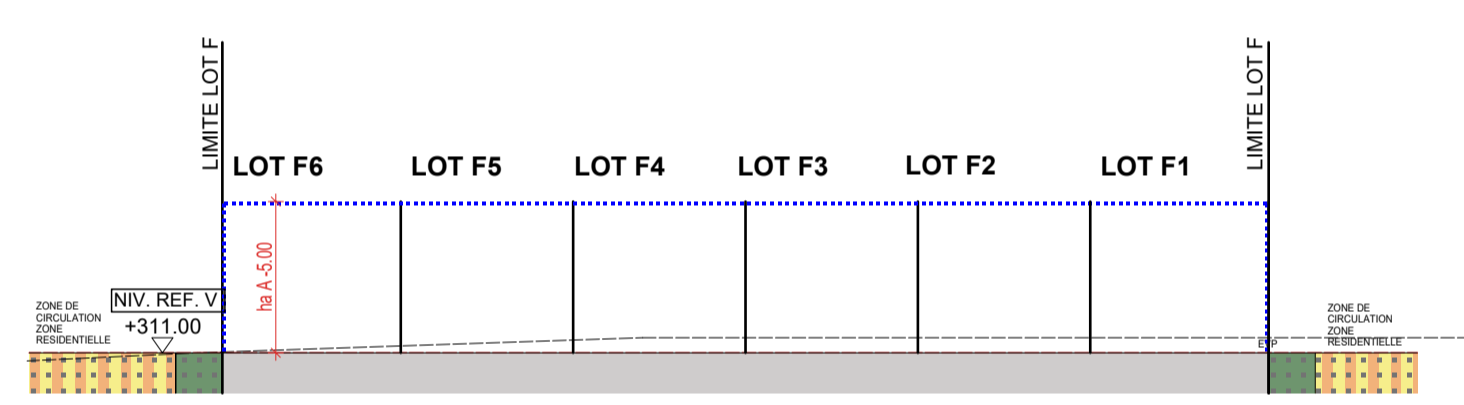 LIMITE LOT F
LIMITE LOT F
LOT F6
LOT F5
LOT F4
LOT F3
LOT F2
LOT F1
ha A -5.00
NIV. REF. V
+311.00
ZONE DE
CIRCULATION
ZONE
RESIDENTIELLE
ZONE DE
CIRCULATION
ZONE
RESIDENTIELLE